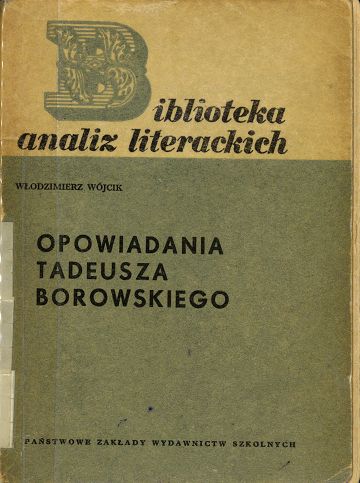 Biblioteka
analiz literackich
WŁODZIMIERZ WÓJCIK
OPOWIADANIA
TADEUSZA
BOROWSKIEGO
PAŃSTWOWE ZAKŁADY WYDAWNICTW SZKOLNYCH